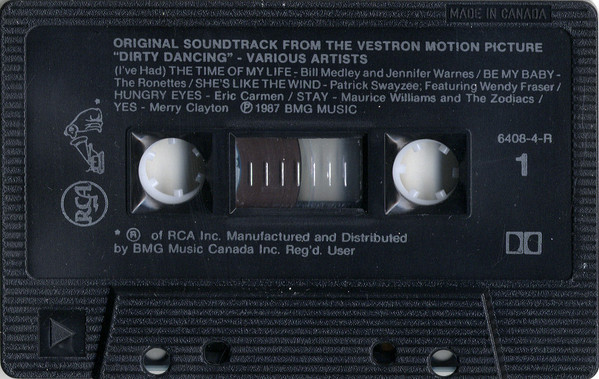 MADE IN CANADA
ORIGINAL SOUNDTRACK FROM THE VESTRON MOTION PICTURE
"DIRTY DANCING" - VARIOUS ARTISTS
(I've Had) THE TIME OF MY LIFE - Bill Medley and Jennifer Warnes / BE MY BABY -
The Ronettes / SHE'S LIKE THE WIND - Patrick Swayzee; Featuring Wendy Fraser /
HUNGRY EYES - Eric Carmen / STAY - Maurice Williams and The Zodiacs /
YES - Merry Clayton ℗ 1987 BMG MUSIC
6408-4-R
1
*
RCA
* ® of RCA Inc. Manufactured and Distributed
by BMG Music Canada Inc. Reg'd. User